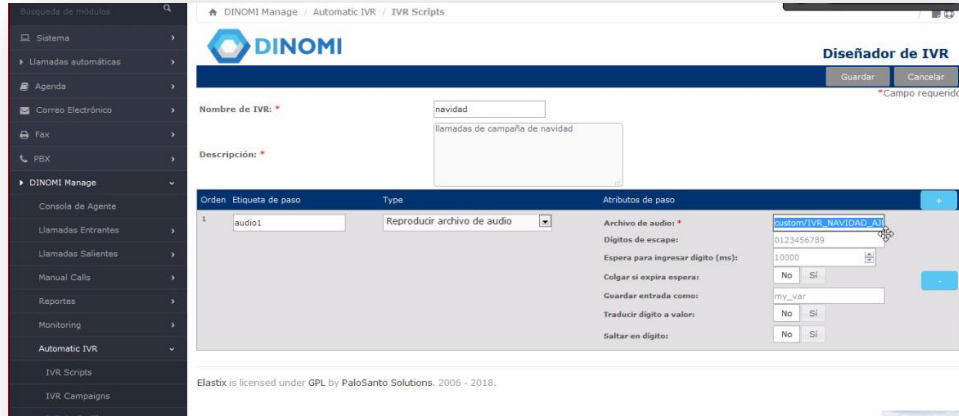 Búsqueda de módulos
DINOMI Manage / Automatic IVR / IVR Scripts
Sistema
Llamadas automáticas
Agenda
Correo Electrónico
Fax
PBX
DINOMI Manage
Consola de Agente
Llamadas Entrantes
Llamadas Salientes
Manual Calls
Reportes
Monitoring
Automatic IVR
IVR Scripts
IVR Campaigns
DINOMI
Diseñador de IVR
Guardar Cancelar
*Campo requerido
Nombre de IVR: * navidad
Descripción: * llamadas de campaña de navidad
Orden Etiqueta de paso Type Atributos de paso +
1 audio1 Reproducir archivo de audio
Archivo de audio: * custom/IVR_NAVIDAD_AJ
Dígitos de escape: 0123456789
Espera para ingresar dígito (ms): 10000
Colgar si expira espera: No Sí
Guardar entrada como: my_var
Traducir dígito a valor: No Sí
Saltar en dígito: No Sí
-
Elastix is licensed under GPL by PaloSanto Solutions. 2006 - 2018.